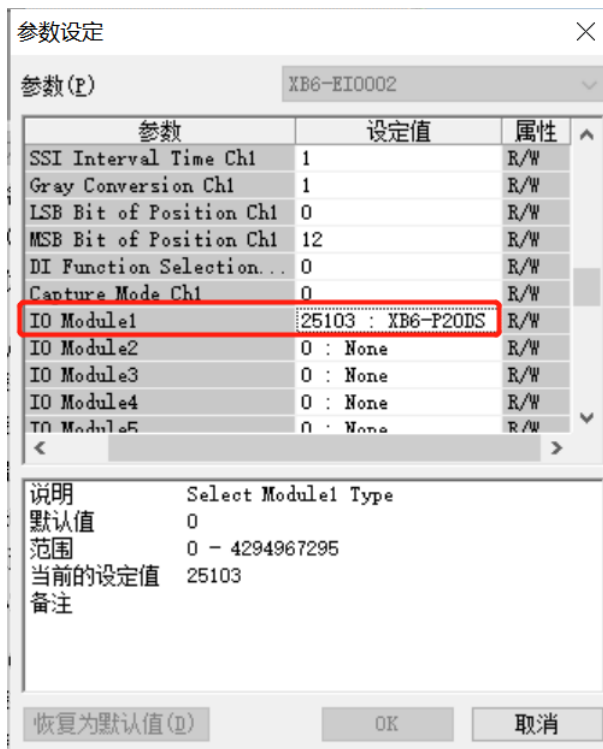 参数设定
参数(P) XB6-EI0002
参数 设定值 属性
SSI Interval Time Ch1 1 R/W
Gray Conversion Ch1 1 R/W
LSB Bit of Position Ch1 0 R/W
MSB Bit of Position Ch1 12 R/W
DI Function Selection... 0 R/W
Capture Mode Ch1 0 R/W
IO Module1 25103 : XB6-P20DS R/W
IO Module2 0 : None R/W
IO Module3 0 : None R/W
IO Module4 0 : None R/W
IO Module5 0 : None R/W
说明 Select Module1 Type
默认值 0
范围 0 - 4294967295
当前的设定值 25103
备注
恢复为默认值(D) OK 取消